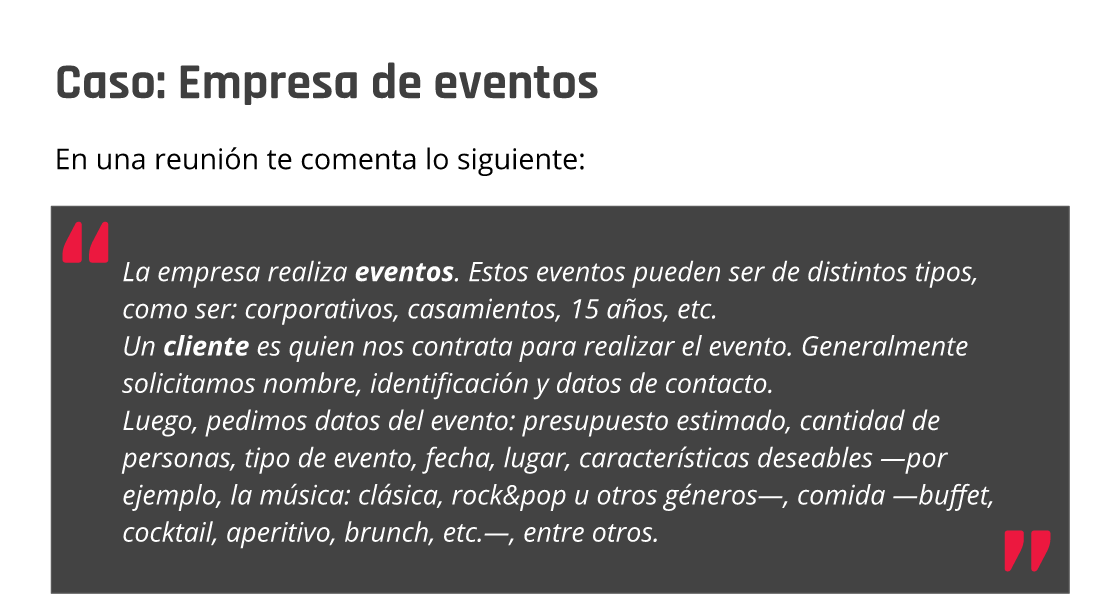 Caso: Empresa de eventos
En una reunión te comenta lo siguiente:
“
La empresa realiza eventos. Estos eventos pueden ser de distintos tipos,
como ser: corporativos, casamientos, 15 años, etc.
Un cliente es quien nos contrata para realizar el evento. Generalmente
solicitamos nombre, identificación y datos de contacto.
Luego, pedimos datos del evento: presupuesto estimado, cantidad de
personas, tipo de evento, fecha, lugar, características deseables —por
ejemplo, la música: clásica, rock&pop u otros géneros—, comida —buffet,
cocktail, aperitivo, brunch, etc.—, entre otros.
”